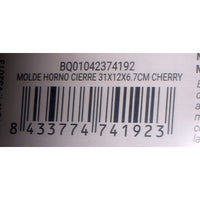 BQ01042374192
MOLDE HORNO CIERRE 31X12X6.7CM CHERRY
8 433774 741923